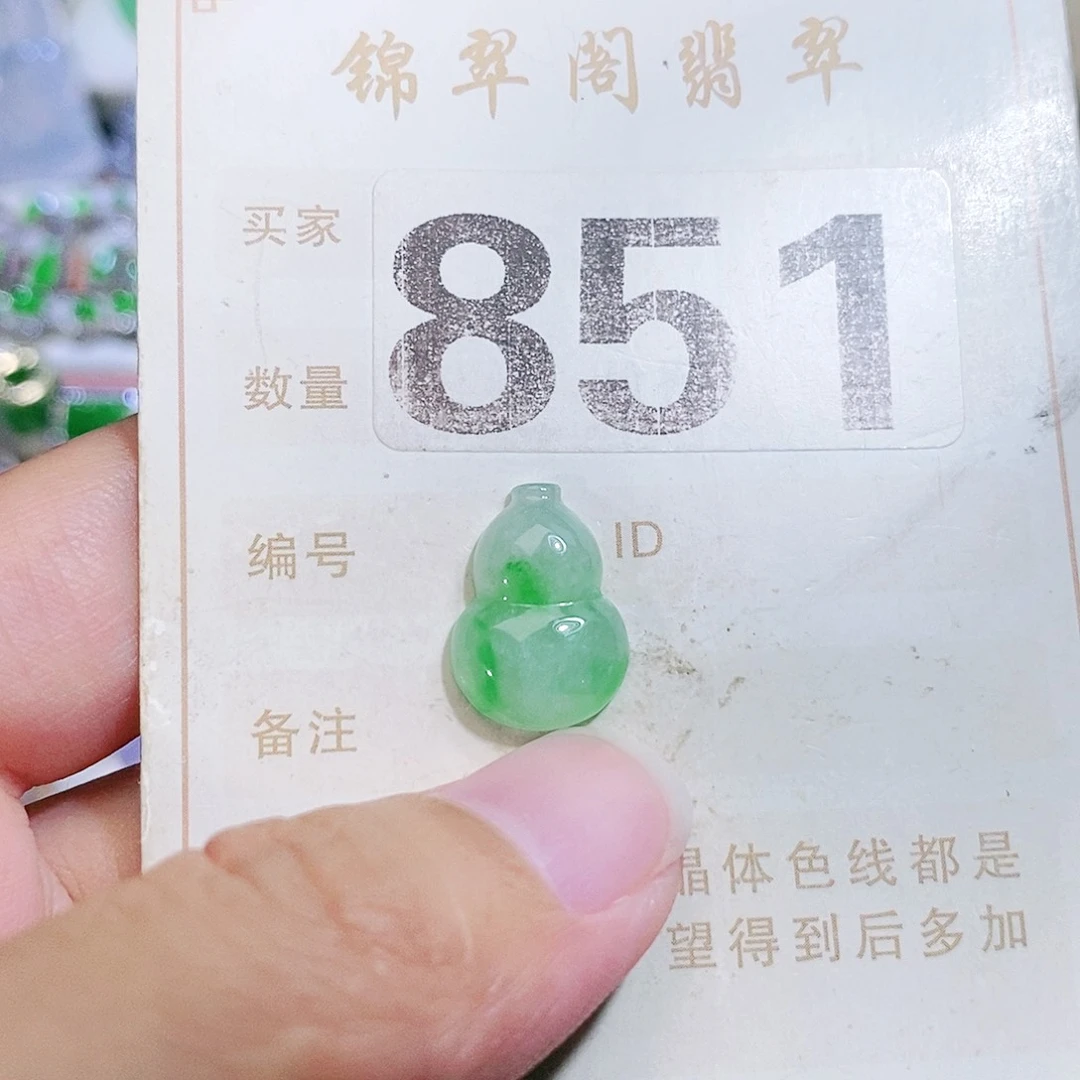 锦翠阁翡翠
买家
851
数量
编号
ID
备注
晶体色线都是
望得到后多加